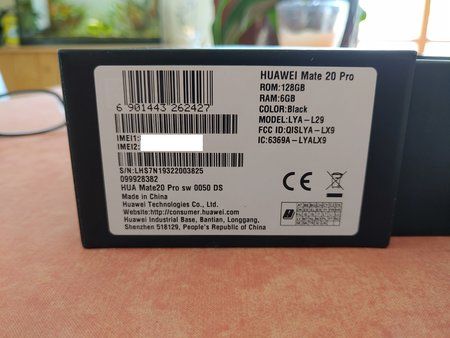 HUAWEI Mate 20 Pro
ROM:128GB
RAM:6GB
COLOR:Black
MODEL:LYA-L29
FCC ID:QISLYA-LX9
IC:6369A-LYALX9
6 901443 262427
IMEI1:
IMEI2:
S/N:LHS7N19322003825
099928382
HUA Mate20 Pro sw 0050 DS
Made in China
Huawei Technologies Co., Ltd.
Website:http://consumer.huawei.com
Huawei Industrial Base, Bantian, Longgang,
Shenzhen 518129, People's Republic of China
CE